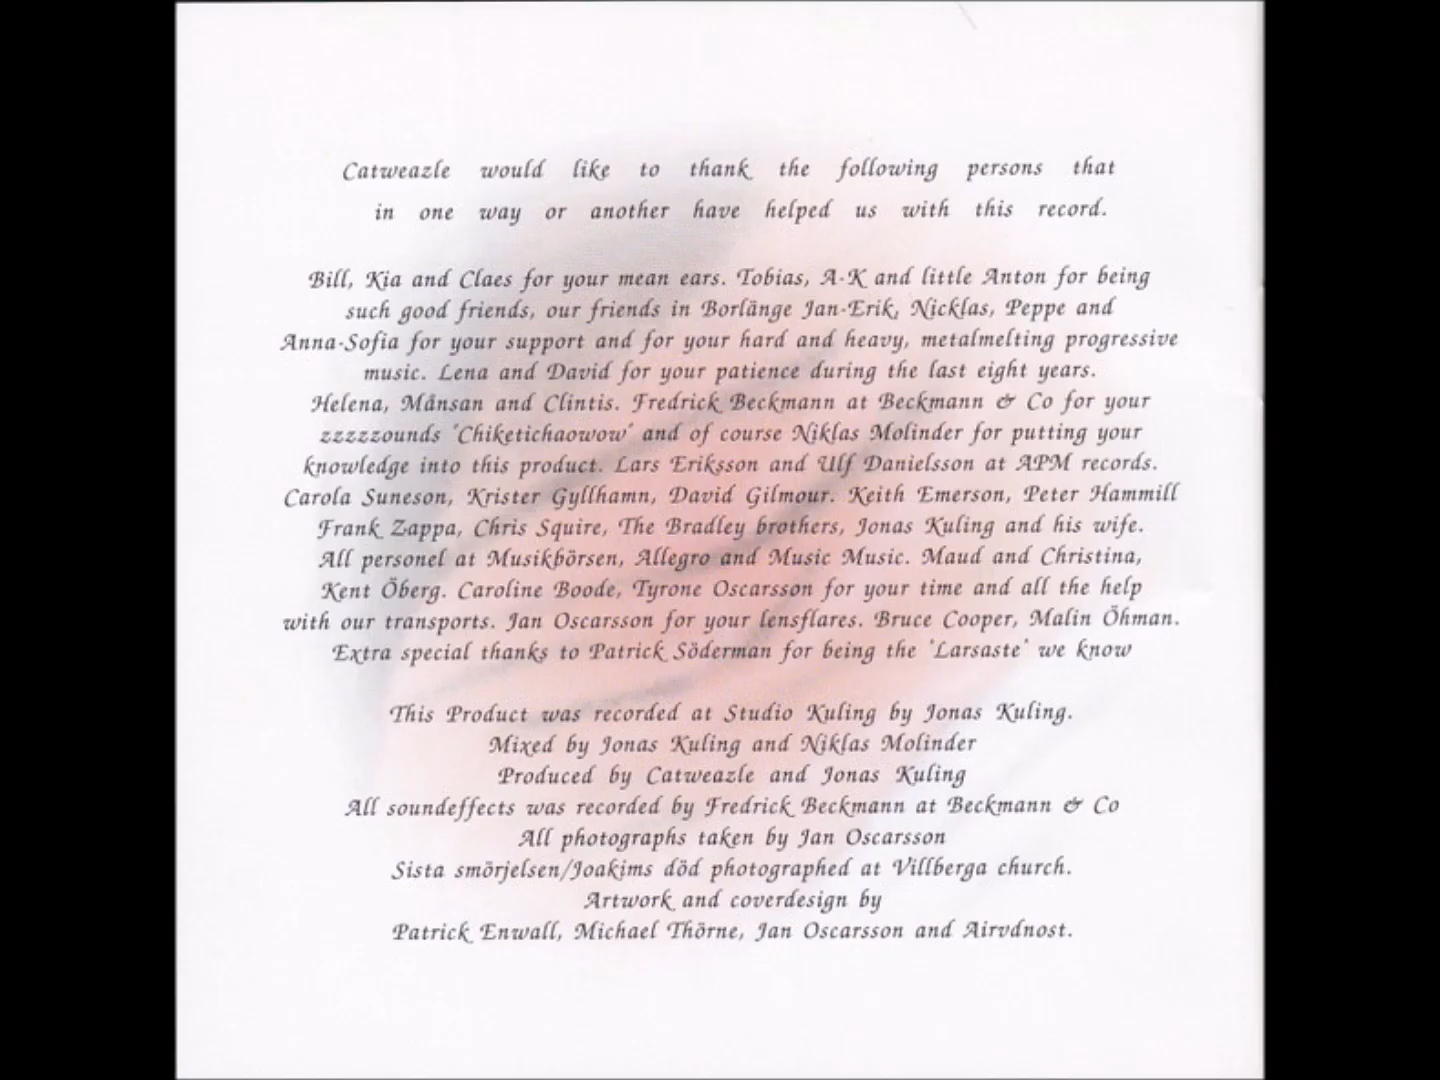 Catweazle would like to thank the following persons that
in one way or another have helped us with this record.
Bill, Kia and Claes for your mean ears. Tobias, A-K and little Anton for being
such good friends, our friends in Borlänge Jan-Erik, Nicklas, Peppe and
Anna-Sofia for your support and for your hard and heavy, metalmelting progressive
music. Lena and David for your patience during the last eight years.
Helena, Månsan and Clintis. Fredrick Beckmann at Beckmann & Co for your
zzzzzounds ´Chiketichaowow´ and of course Niklas Molinder for putting your
knowledge into this product. Lars Eriksson and Ulf Danielsson at APM records.
Carola Suneson, Krister Gyllhamn, David Gilmour. Keith Emerson, Peter Hammill
Frank Zappa, Chris Squire, The Bradley brothers, Jonas Kuling and his wife.
All personel at Musikbörsen, Allegro and Music Music. Maud and Christina,
Kent Öberg. Caroline Boode, Tyrone Oscarsson for your time and all the help
with our transports. Jan Oscarsson for your lensflares. Bruce Cooper, Malin Öhman.
Extra special thanks to Patrick Söderman for being the ´Larsaste´ we know
This Product was recorded at Studio Kuling by Jonas Kuling.
Mixed by Jonas Kuling and Niklas Molinder
Produced by Catweazle and Jonas Kuling
All soundeffects was recorded by Fredrick Beckmann at Beckmann & Co
All photographs taken by Jan Oscarsson
Sista smörjelsen/Joakims död photographed at Villberga church.
Artwork and coverdesign by
Patrick Enwall, Michael Thörne, Jan Oscarsson and Airvdnost.